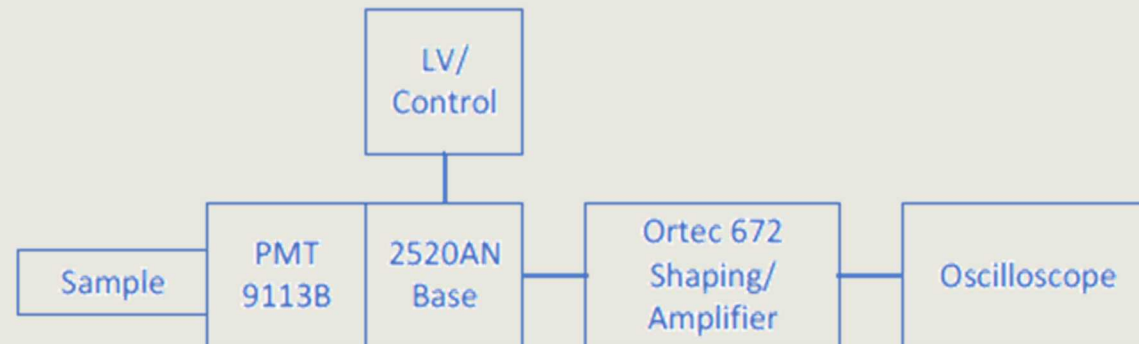 LV/
Control
Sample
PMT
9113B
2520AN
Base
Ortec 672
Shaping/
Amplifier
Oscilloscope